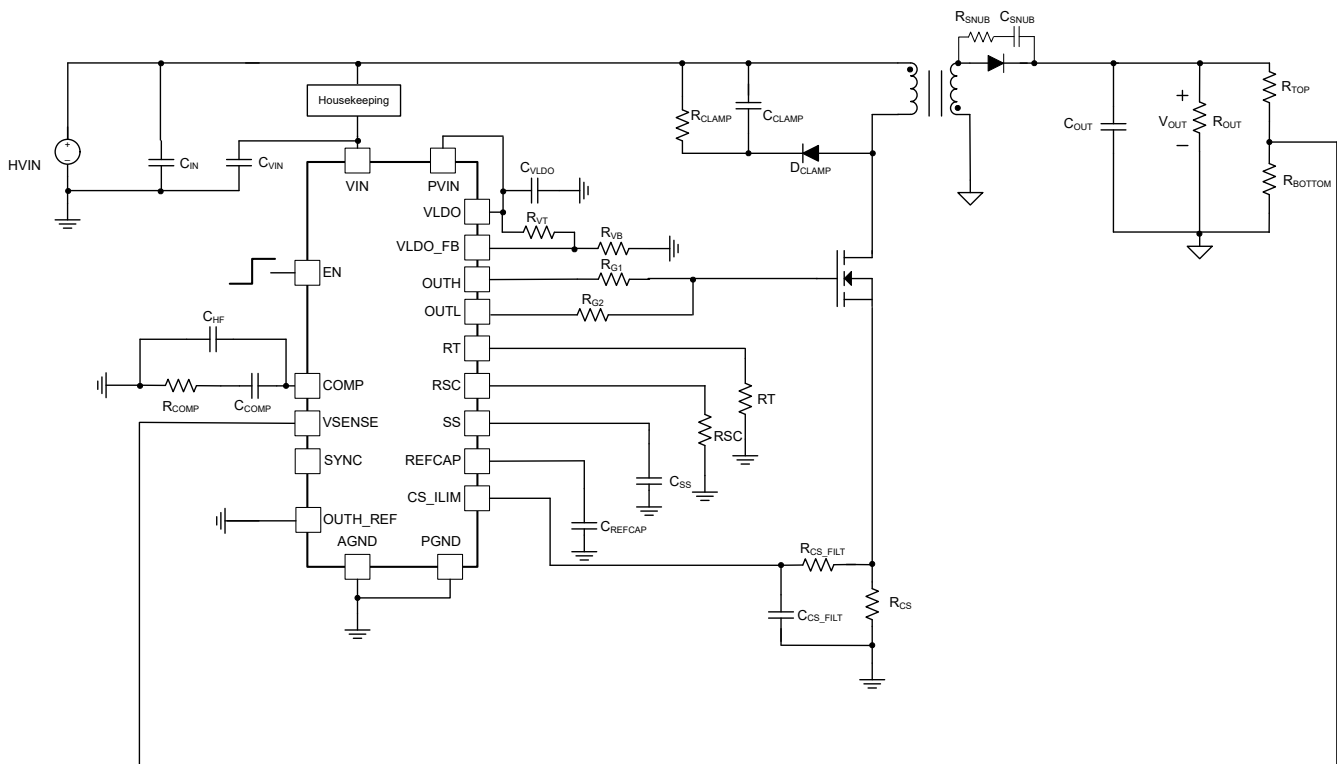 RSNUB CSNUB
Housekeeping
RCLAMP CCLAMP
DCLAMP
COUT
+
VOUT
−
ROUT
RTOP
RBOTTOM
HVIN
+
−
CIN CVIN
VIN PVIN
CVLDO
VLDO
RVT
VLDO_FB RVB
EN OUTH RG1
OUTL RG2
CHF
RT
COMP RSC
RT
RCOMP CCOMP
VSENSE SS
RSC
SYNC REFCAP
CSS
CS_ILIM
OUTH_REF
CREFCAP
AGND PGND
RCS_FILT
RCS
CCS_FILT